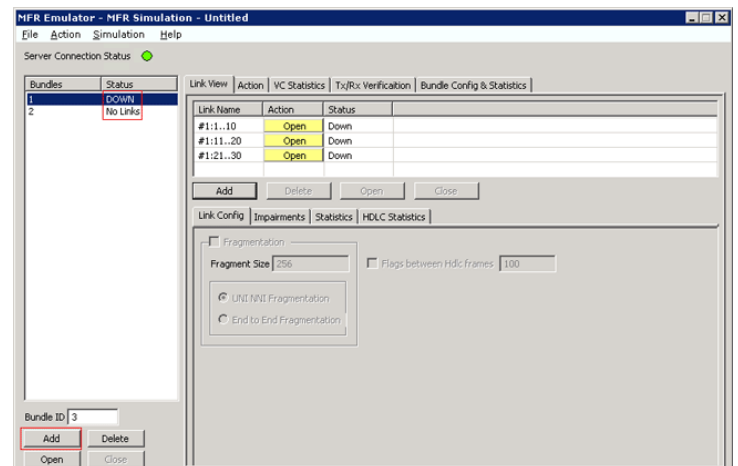 MFR Emulator - MFR Simulation - Untitled
File Action Simulation Help
Server Connection Status
Bundles Status
1 DOWN
2 No Links
Bundle ID 3
Add Delete
Open Close
Link View Action VC Statistics Tx/Rx Verificaition Bundle Config & Statistics
Link Name Action Status
#1:1..10 Open Down
#1:11..20 Open Down
#1:21..30 Open Down
Add Delete Open Close
Link Config Impairments Statistics HDLC Statistics
Fragmentation
Fragment Size 256 Flags between Hdlc frames 100
UNI NNI Fragmentation
End to End Fragmentation